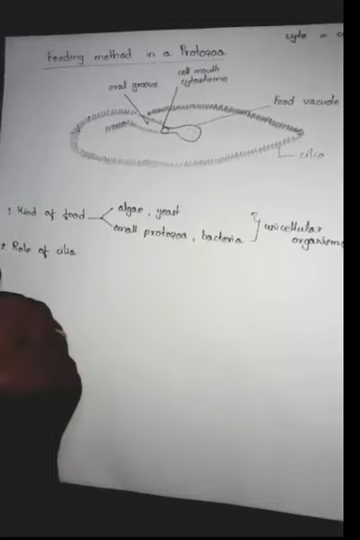 cyte =
Feeding method in a Protozoa
cell mouth
cytostome
oral groove
food vacuole
cilia
1. Kind of food
algae, yeast
small protozoa, bacteria
unicellular
organisms
2. Role of cilia